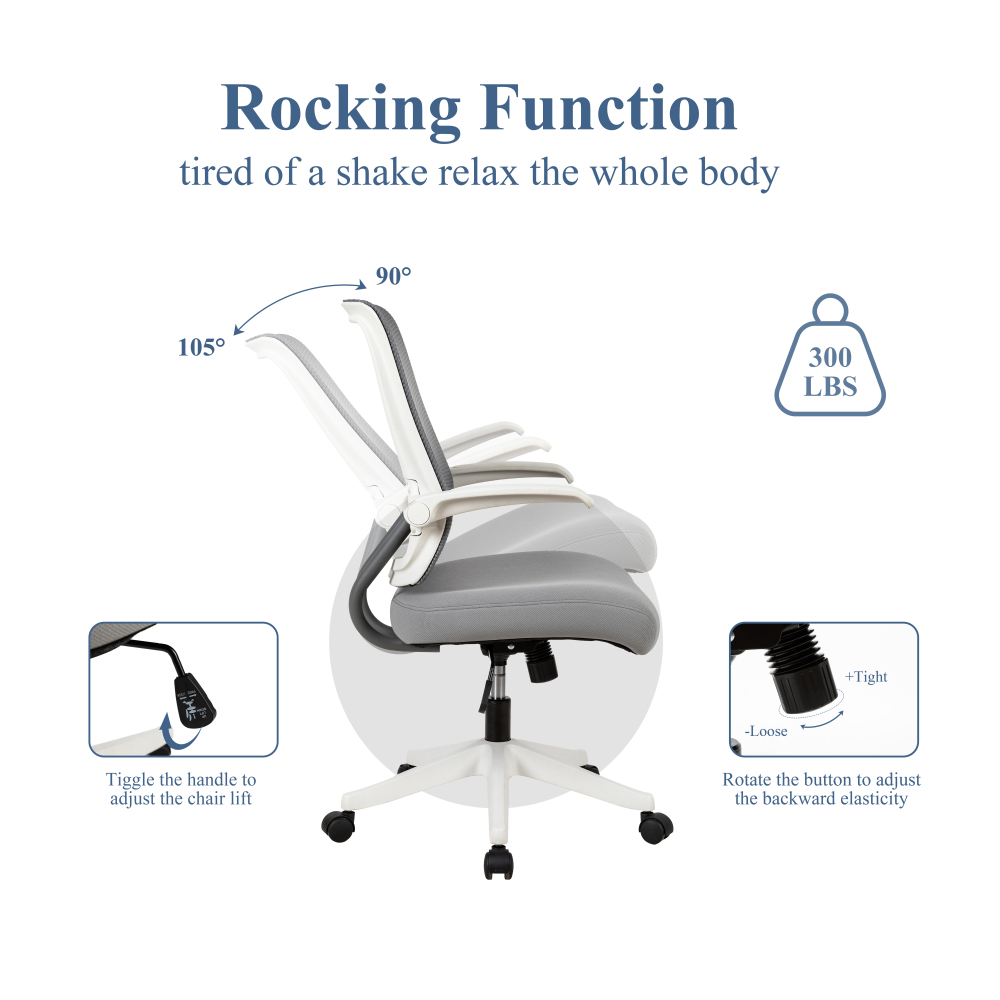 Rocking Function
tired of a shake relax the whole body
90°
105°
300
LBS
+Tight
-Loose
Tiggle the handle to
adjust the chair lift
Rotate the button to adjust
the backward elasticity